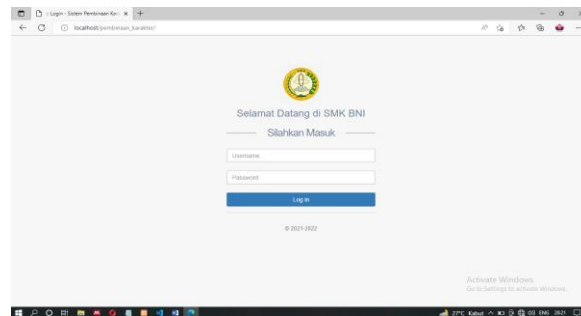 Login - Sistem Pembinaan Kar
localhost/pembinaan_karakter/
Selamat Datang di SMK BNI
Silahkan Masuk
Username
Password
Log in
© 2021-2022
Activate Windows
Go to Settings to activate Windows.
27°C Kabut
ENG